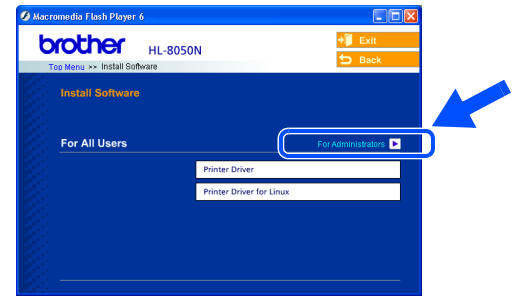 Macromedia Flash Player 6
brother HL-8050N
Exit
Back
Top Menu >> Install Software
Install Software
For All Users
For Administrators
Printer Driver
Printer Driver for Linux